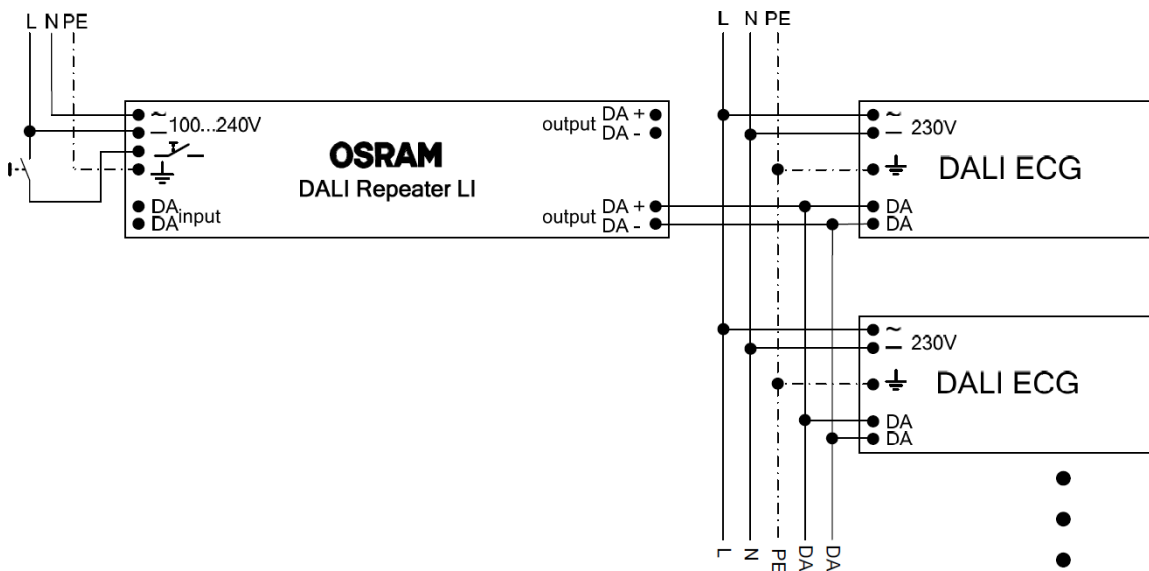 L N PE
~
100...240V
—
OSRAM
DALI Repeater LI
DA
DA
input
output
DA +
DA -
output
DA +
DA -
L N PE
~
— 230V
DALI ECG
DA
DA
~
— 230V
DALI ECG
DA
DA
L
N
PE
DA
DA